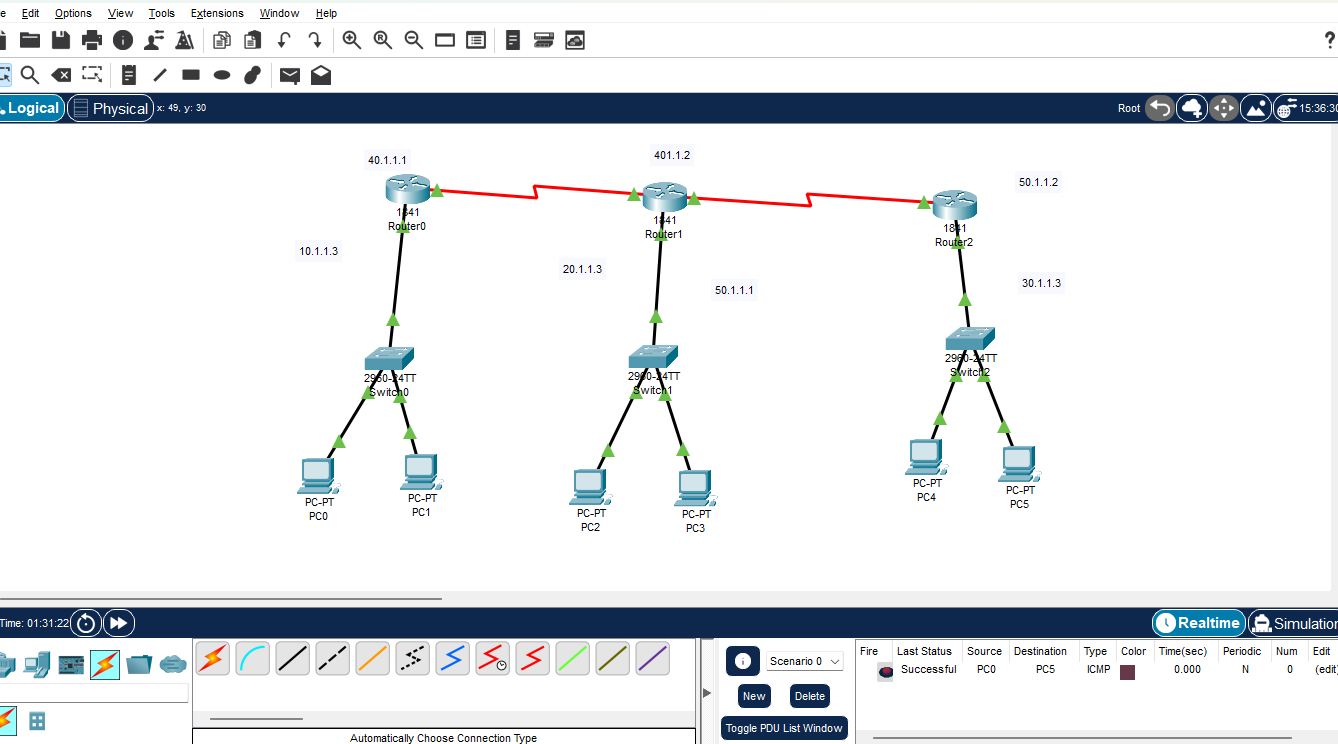 e Edit Options View Tools Extensions Window Help
?
Logical Physical x: 49, y: 30 Root 15:36:30
40.1.1.1
401.1.2
50.1.1.2
1841
Router0
1841
Router1
1841
Router2
10.1.1.3
20.1.1.3
50.1.1.1
30.1.1.3
2960-24TT
Switch0
2960-24TT
Switch1
2960-24TT
Switch2
PC-PT
PC0
PC-PT
PC1
PC-PT
PC2
PC-PT
PC3
PC-PT
PC4
PC-PT
PC5
Time: 01:31:22 Realtime Simulation
Scenario 0
New Delete
Toggle PDU List Window
Fire Last Status Source Destination Type Color Time(sec) Periodic Num Edit
Successful PC0 PC5 ICMP 0.000 N 0 (edit)
Automatically Choose Connection Type